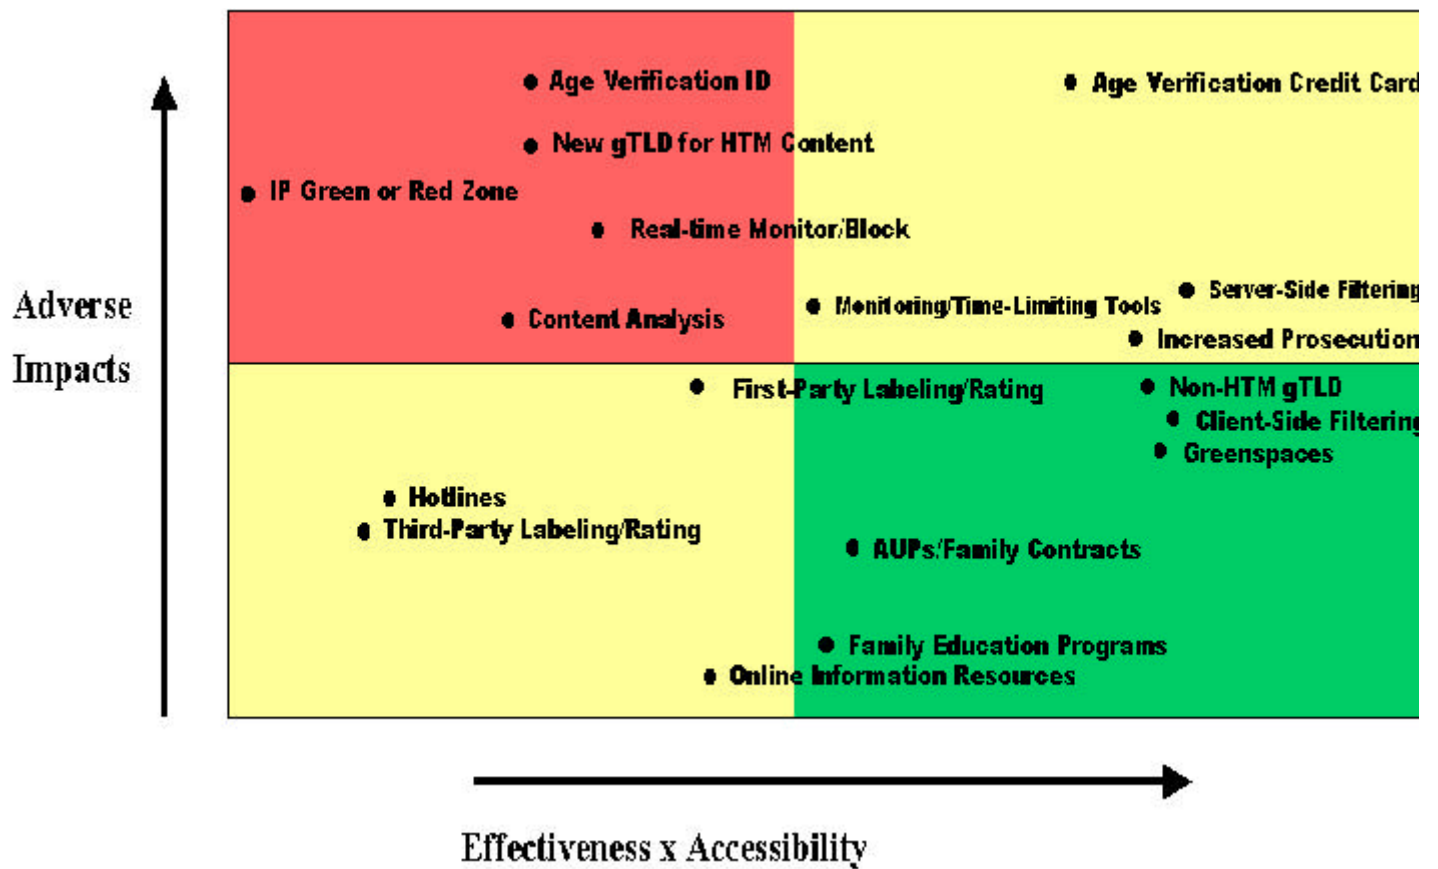 Age Verification ID
Age Verification Credit Card
New gTLD for HTM Content
IP Green or Red Zone
Real-time Monitor/Block
Adverse
Impacts
Server-Side Filtering
Monitoring/Time-Limiting Tools
Content Analysis
Increased Prosecution
First-Party Labeling/Rating
Non-HTM gTLD
Client-Side Filtering
Greenspaces
Hotlines
Third-Party Labeling/Rating
AUPs/Family Contracts
Family Education Programs
Online Information Resources
Effectiveness x Accessibility